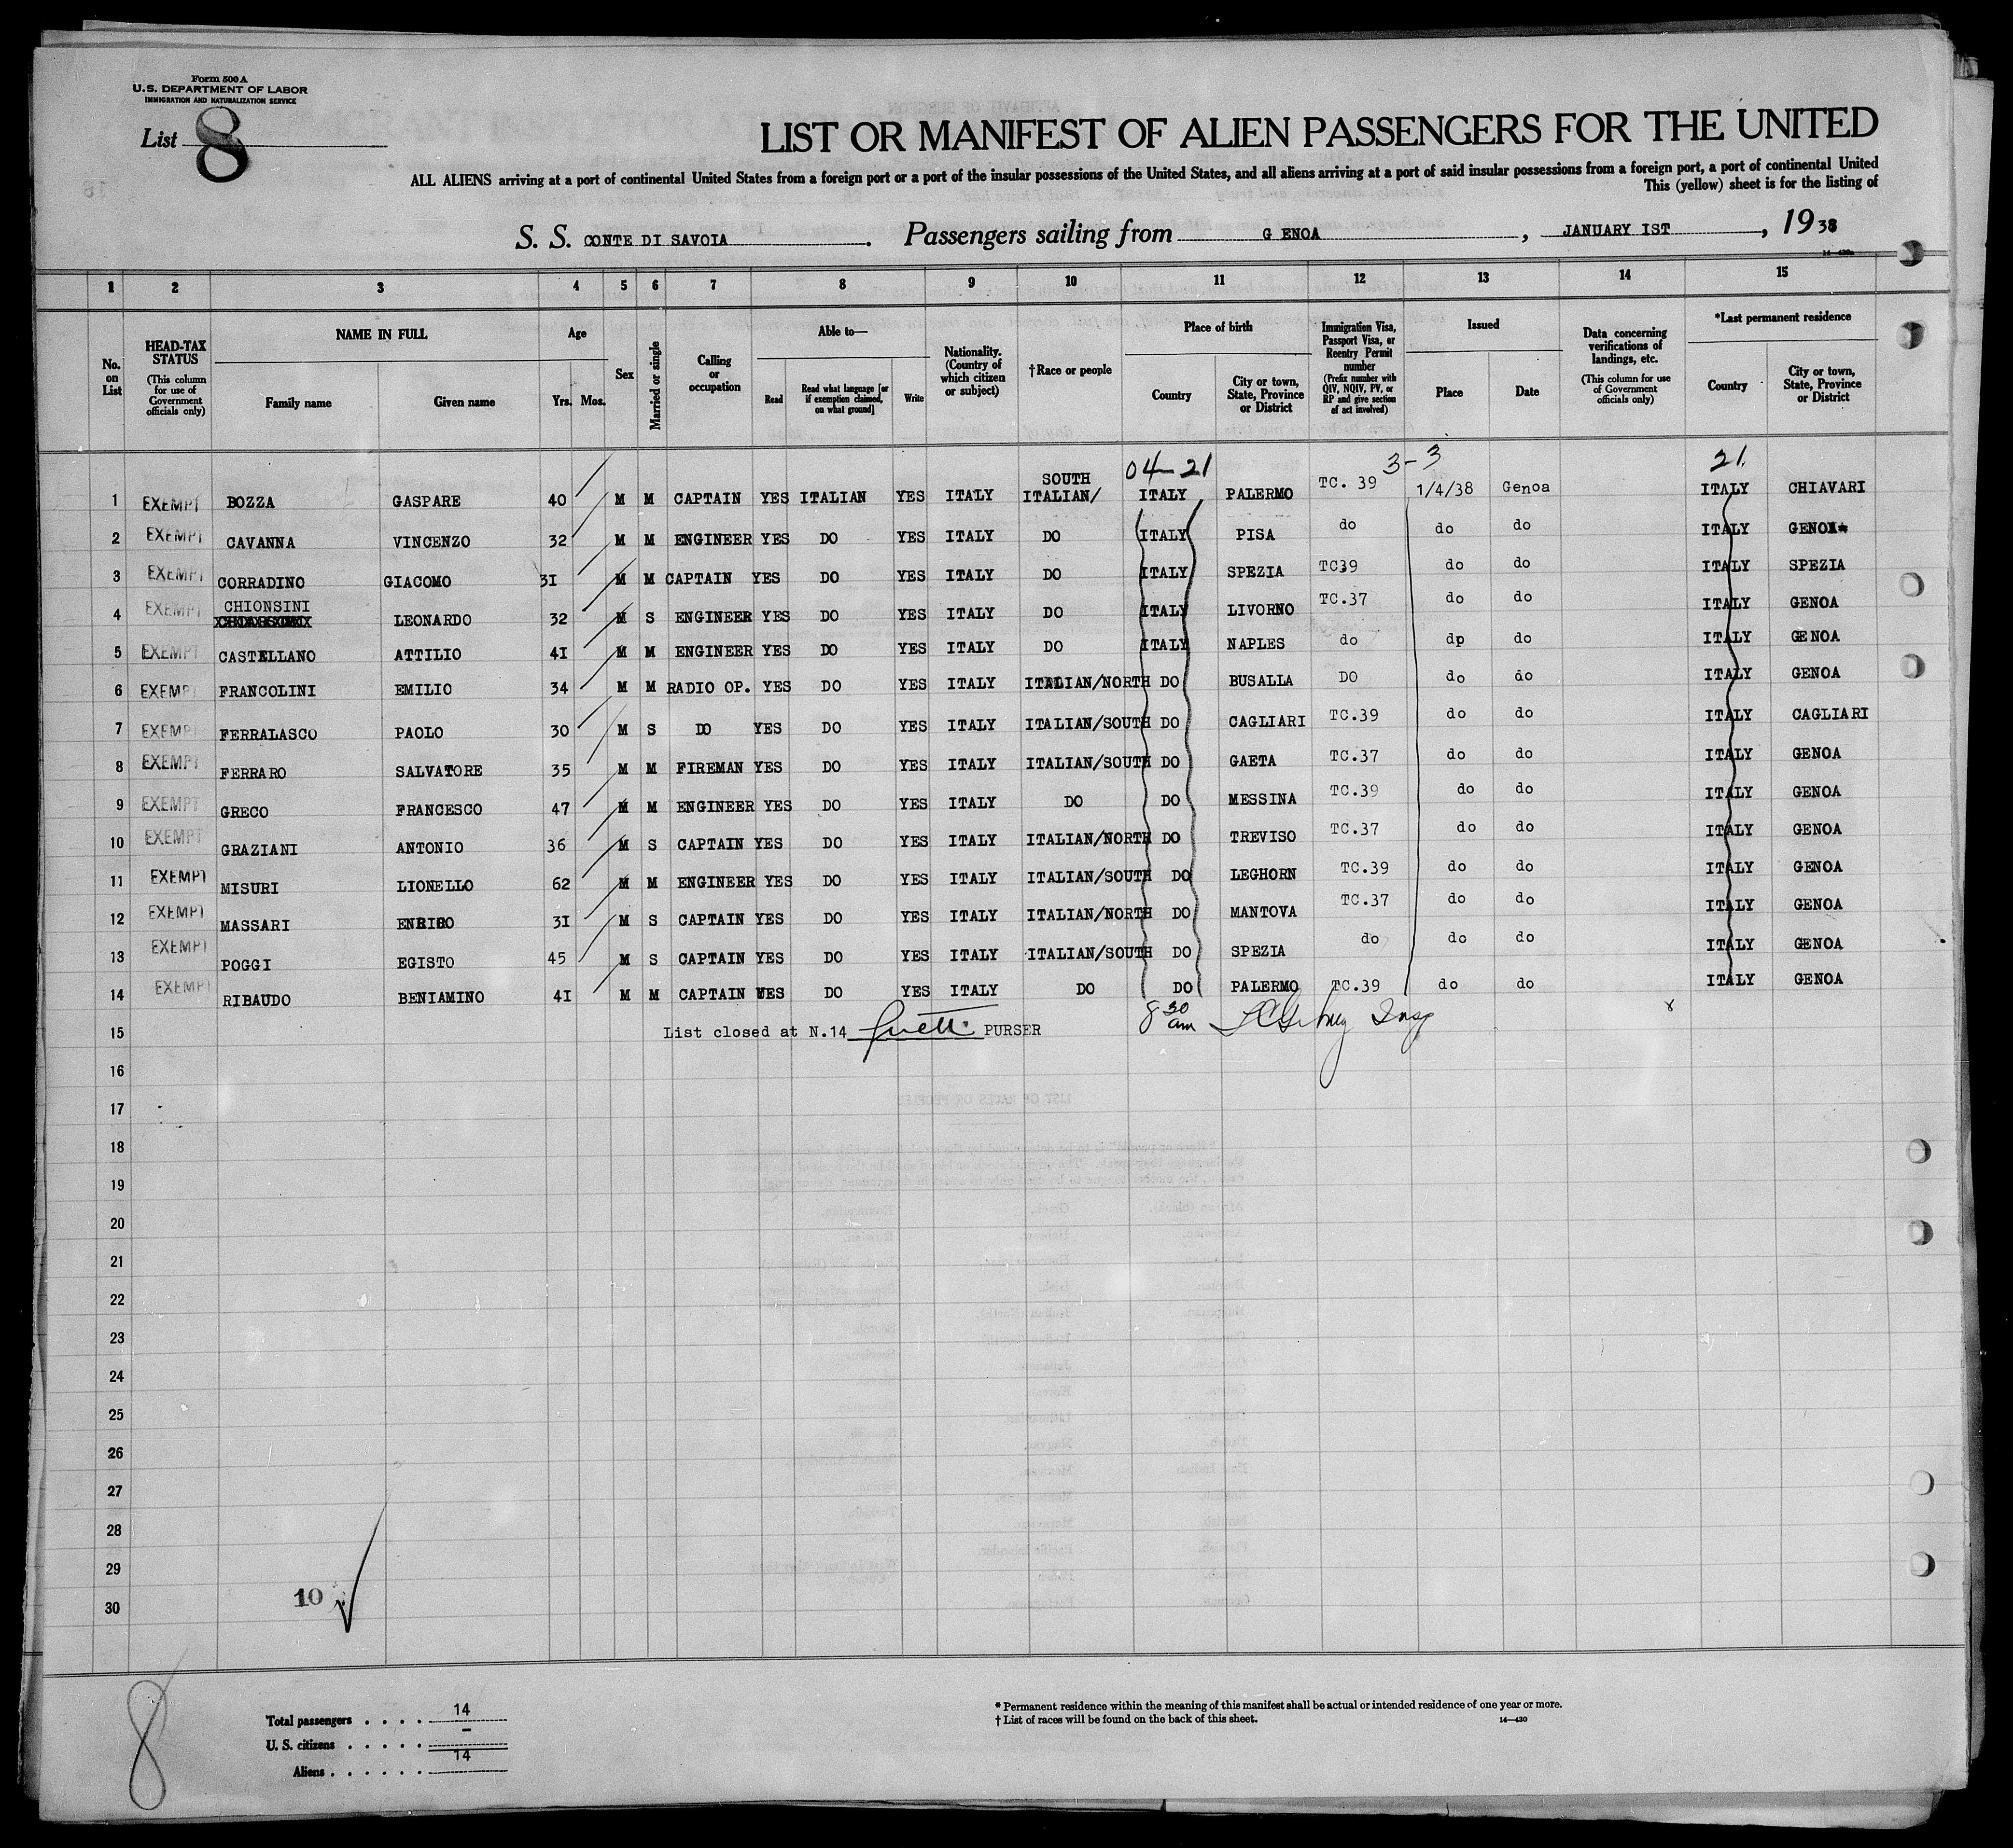 Form 500 A
U.S. DEPARTMENT OF LABOR
IMMIGRATION AND NATURALIZATION SERVICE
List 8
LIST OR MANIFEST OF ALIEN PASSENGERS FOR THE UNITED
ALL ALIENS arriving at a port of continental United States from a foreign port or a port of the insular possessions of the United States, and all aliens arriving at a port of said insular possessions from a foreign port, a port of continental United
This (yellow) sheet is for the listing of
S. S. CONTE DI SAVOIA. Passengers sailing from GENOA, JANUARY IST, 1938
14-430a
1 2 3 4 5 6 7 8 9 10 11 12 13 14 15
No. on List
HEAD-TAX STATUS (This column for use of Government officials only)
NAME IN FULL
Family name Given name
Age
Yrs. Mos.
Sex
Married or single
Calling or occupation
Able to—
Read Read what language [or if exemption claimed, on what ground] Write
Nationality. (Country of which citizen or subject)
†Race or people
Place of birth
Country City or town, State, Province or District
Immigration Visa, Passport Visa, or Reentry Permit number (Prefix number with QIV, NQIV, PV, or RP and give section of act involved)
Issued
Place Date
Data concerning verifications of landings, etc. (This column for use of Government officials only)
*Last permanent residence
Country City or town, State, Province or District
04-21 3-3 21.
1 EXEMPT BOZZA GASPARE 40 M M CAPTAIN YES ITALIAN YES ITALY SOUTH ITALIAN/ ITALY PALERMO TC. 39 1/4/38 Genoa ITALY CHIAVARI
2 EXEMPT CAVANNA VINCENZO 32 M M ENGINEER YES DO YES ITALY DO ITALY PISA do do do ITALY GENOA
3 EXEMPT CORRADINO GIACOMO 3I M M CAPTAIN YES DO YES ITALY DO ITALY SPEZIA TC39 do do ITALY SPEZIA
4 EXEMPT CHIONSINI LEONARDO 32 M S ENGINEER YES DO YES ITALY DO ITALY LIVORNO TC.37 do do ITALY GENOA
5 EXEMPT CASTELLANO ATTILIO 4I M M ENGINEER YES DO YES ITALY DO ITALY NAPLES do dp do ITALY GENOA
6 EXEMPT FRANCOLINI EMILIO 34 M M RADIO OP. YES DO YES ITALY ITALIAN/NORTH DO BUSALLA DO do do ITALY GENOA
7 EXEMPT FERRALASCO PAOLO 30 M S DO YES DO YES ITALY ITALIAN/SOUTH DO CAGLIARI TC.39 do do ITALY CAGLIARI
8 EXEMPT FERRARO SALVATORE 35 M M FIREMAN YES DO YES ITALY ITALIAN/SOUTH DO GAETA TC.37 do do ITALY GENOA
9 EXEMPT GRECO FRANCESCO 47 M M ENGINEER YES DO YES ITALY DO DO MESSINA TC.39 do do ITALY GENOA
10 EXEMPT GRAZIANI ANTONIO 36 M S CAPTAIN YES DO YES ITALY ITALIAN/NORTH DO TREVISO TC.37 do do ITALY GENOA
11 EXEMPT MISURI LIONELLO 62 M M ENGINEER YES DO YES ITALY ITALIAN/SOUTH DO LEGHORN TC.39 do do ITALY GENOA
12 EXEMPT MASSARI 3I M S CAPTAIN YES DO YES ITALY ITALIAN/NORTH DO MANTOVA TC.37 do do ITALY GENOA
13 EXEMPT POGGI EGISTO 45 M S CAPTAIN YES DO YES ITALY ITALIAN/SOUTH DO SPEZIA do do do ITALY GENOA
14 EXEMPT RIBAUDO BENIAMINO 4I M M CAPTAIN YES DO YES ITALY DO DO PALERMO TC.39 do do ITALY GENOA
15 List closed at N.14 PURSER 8 30 am Insp
16
17
18
19
20
21
22
23
24
25
26
27
28
29
30
10
8
Total passengers . . . . 14
U. S. citizens . . . . . –
Aliens . . . . . . 14
* Permanent residence within the meaning of this manifest shall be actual or intended residence of one year or more.
† List of races will be found on the back of this sheet. 14—430